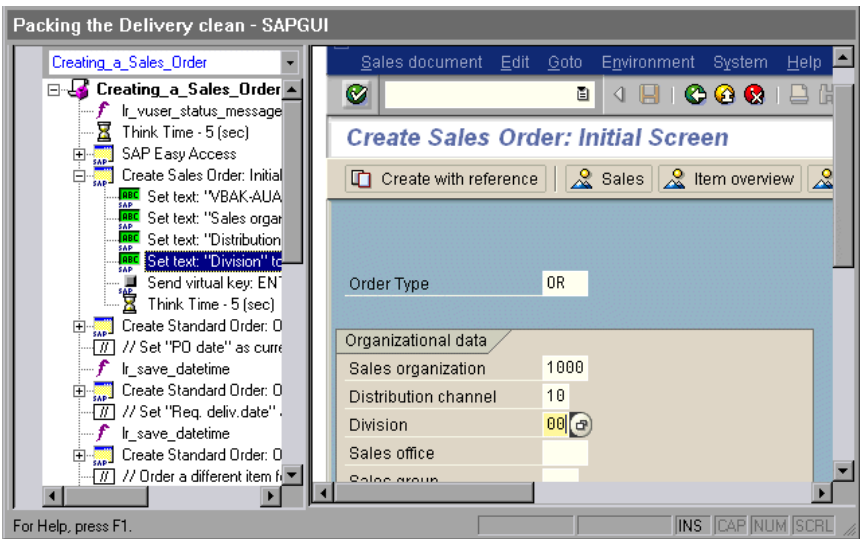 Packing the Delivery clean - SAPGUI
Creating_a_Sales_Order
Creating_a_Sales_Order
lr_vuser_status_message
Think Time - 5 (sec)
SAP Easy Access
Create Sales Order: Initial
Set text: "VBAK-AUA
Set text: "Sales organ
Set text: "Distribution
Set text: "Division" to
Send virtual key: ENT
Think Time - 5 (sec)
Create Standard Order: O
// Set "PO date" as curre
lr_save_datetime
Create Standard Order: O
// Set "Req. deliv.date"
lr_save_datetime
Create Standard Order: O
// Order a different item f
Sales document Edit Goto Environment System Help
Create Sales Order: Initial Screen
Create with reference Sales Item overview
Order Type OR
Organizational data
Sales organization 1000
Distribution channel 10
Division 00
Sales office
Sales group
For Help, press F1.
INS CAP NUM SCRL